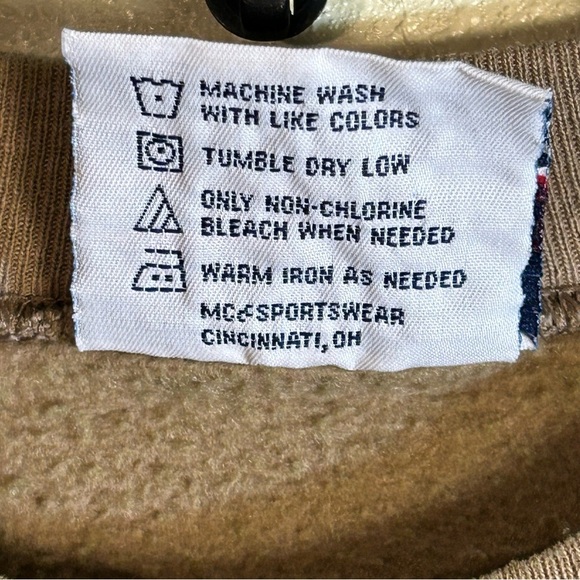 MACHINE WASH
WITH LIKE COLORS
TUMBLE DRY LOW
ONLY NON-CHLORINE
BLEACH WHEN NEEDED
WARM IRON AS NEEDED
MCC SPORTSWEAR
CINCINNATI, OH